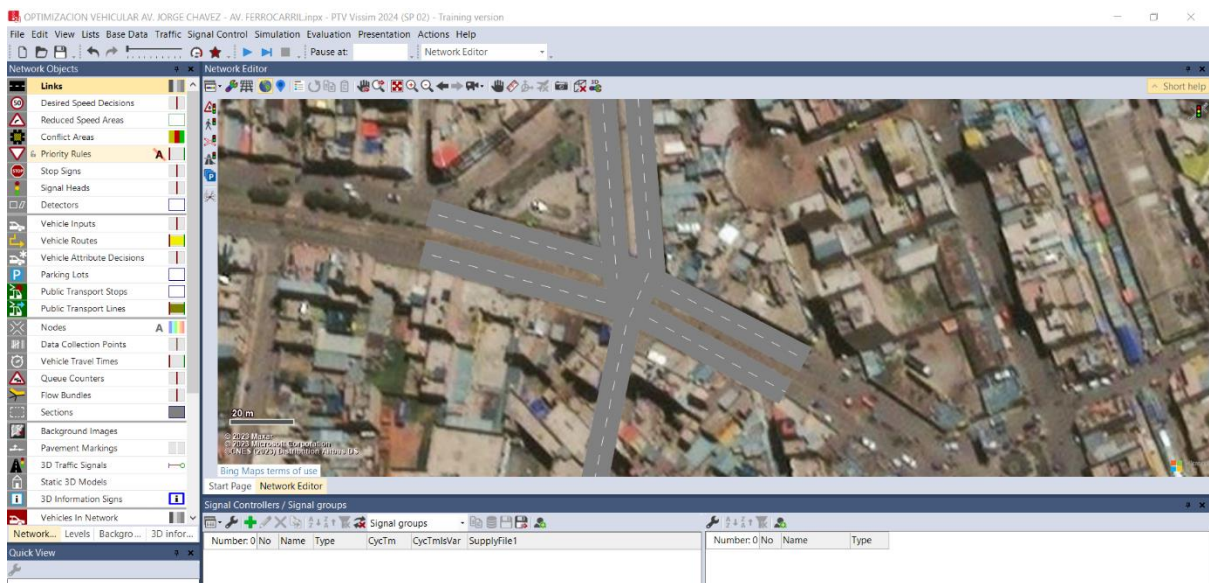 OPTIMIZACION VEHICULAR AV. JORGE CHAVEZ - AV. FERROCARRIL.inpx - PTV Vissim 2024 (SP 02) - Training version
File Edit View Lists Base Data Traffic Signal Control Simulation Evaluation Presentation Actions Help
Pause at: Network Editor
Network Objects
Network Editor
Links
Short help
Desired Speed Decisions
Reduced Speed Areas
Conflict Areas
Priority Rules
Stop Signs
Signal Heads
Detectors
Vehicle Inputs
Vehicle Routes
Vehicle Attribute Decisions
Parking Lots
Public Transport Stops
Public Transport Lines
Nodes A
Data Collection Points
Vehicle Travel Times
Queue Counters
Flow Bundles
Sections
Background Images
Pavement Markings
3D Traffic Signals
Static 3D Models
3D Information Signs
Vehicles In Network
Network... Levels Backgro... 3D infor...
Quick View
20 m
© 2023 Maxar
© 2023 Microsoft Corporation
©CNES (2023) Distribution Airbus DS
Bing Maps terms of use
Start Page Network Editor
Signal Controllers / Signal groups
Signal groups
Number: 0 No Name Type CycTm CycTmIsVar SupplyFile1
Number: 0 No Name Type